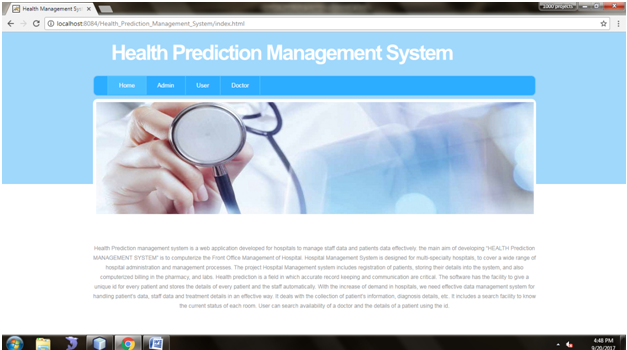 Health Management Sy
1000 projects
localhost:8084/Health_Prediction_Management_System/index.html
Health Prediction Management System
Home Admin User Doctor
Health Prediction management system is a web application developed for hospitals to manage staff data and patients data effectively. the main aim of developing "HEALTH Prediction
MANAGEMENT SYSTEM" is to computerize the Front Office Management of Hospital. Hospital Management System is designed for multi-specialty hospitals, to cover a wide range of
hospital administration and management processes. The project Hospital Management system includes registration of patients, storing their details into the system, and also
computerized billing in the pharmacy, and labs. Health prediction is a field in which accurate record keeping and communication are critical. The software has the facility to give a
unique id for every patient and stores the details of every patient and the staff automatically. With the increase of demand in hospitals, we need effective data management system for
handling patient's data, staff data and treatment details in an effective way. It deals with the collection of patient's information, diagnosis details, etc. It includes a search facility to know
the current status of each room. User can search availability of a doctor and the details of a patient using the id.
4:48 PM
9/20/2017